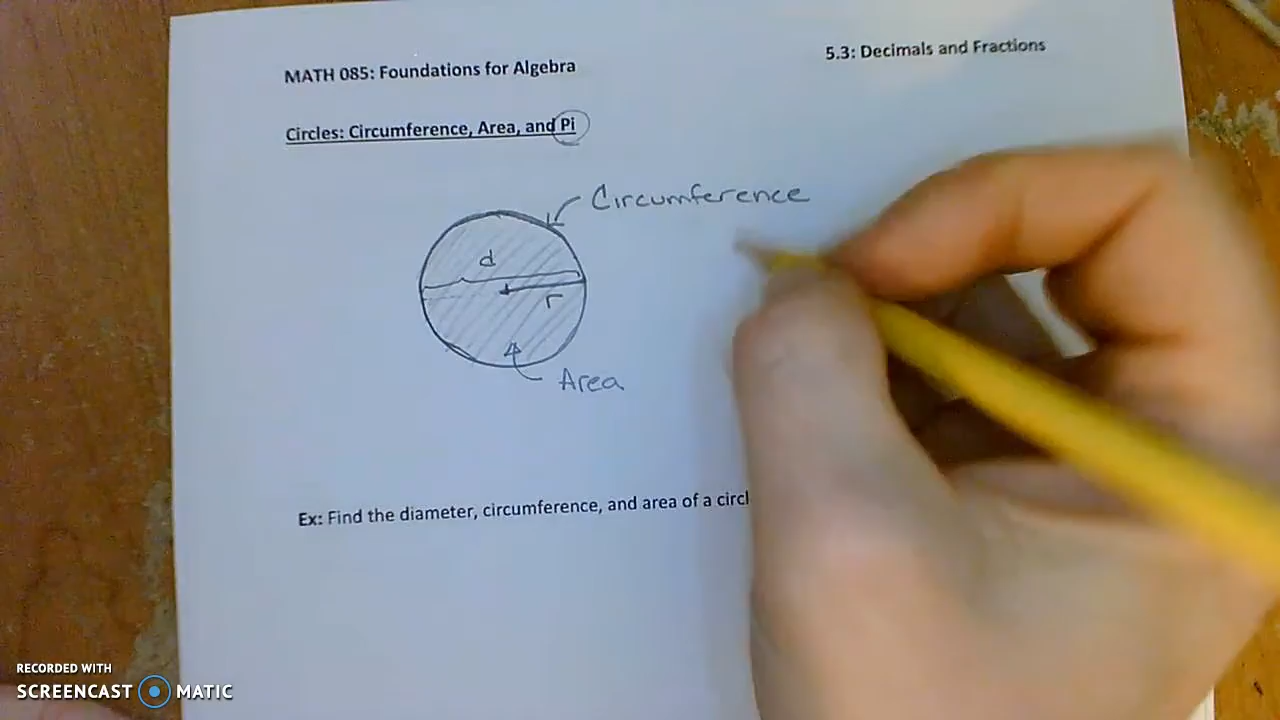 MATH 085: Foundations for Algebra
5.3: Decimals and Fractions
Circles: Circumference, Area, and Pi
Circumference
d
r
Area
Ex: Find the diameter, circumference, and area of a
RECORDED WITH
SCREENCAST MATIC